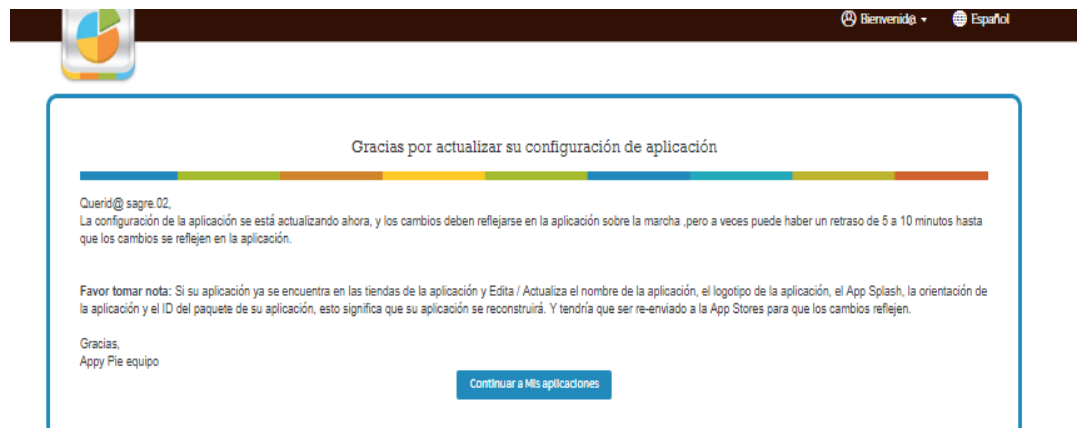 Bienvenid@ Español
Gracias por actualizar su configuración de aplicación
Querid@ sagre.02,
La configuración de la aplicación se está actualizando ahora, y los cambios deben reflejarse en la aplicación sobre la marcha ,pero a veces puede haber un retraso de 5 a 10 minutos hasta
que los cambios se reflejen en la aplicación.
Favor tomar nota: Si su aplicación ya se encuentra en las tiendas de la aplicación y Edita / Actualiza el nombre de la aplicación, el logotipo de la aplicación, el App Splash, la orientación de
la aplicación y el ID del paquete de su aplicación, esto significa que su aplicación se reconstruirá. Y tendría que ser re-enviado a la App Stores para que los cambios reflejen.
Gracias,
Appy Pie equipo
Continuar a Mis aplicaciones